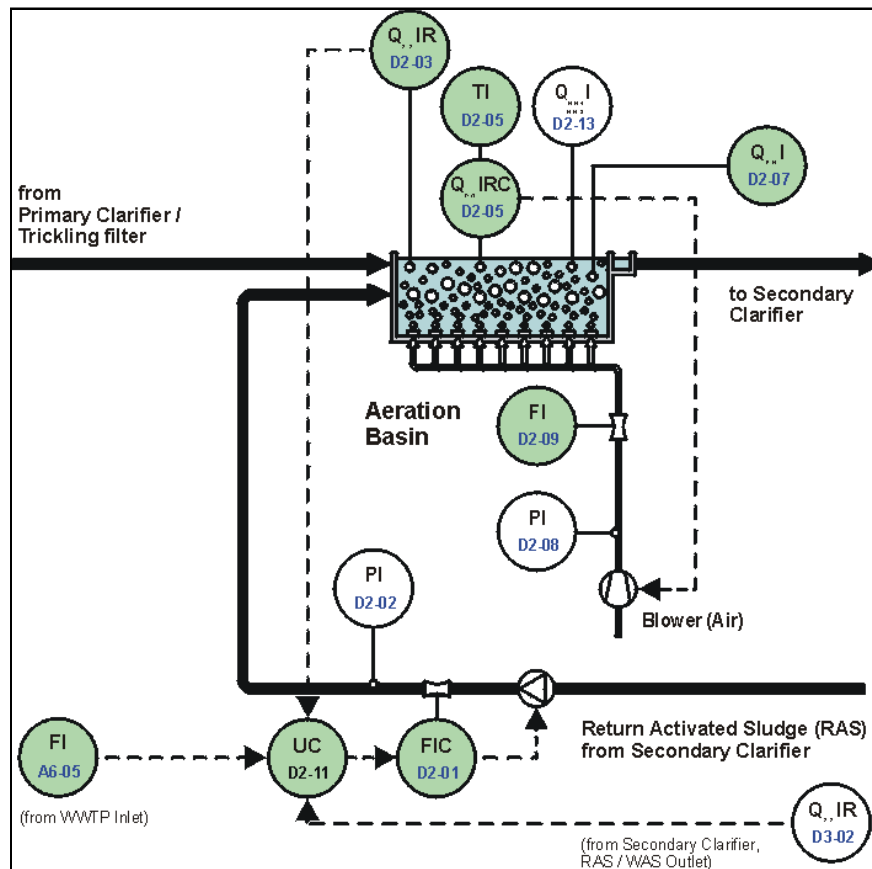 Q,,IR
D2-03
TI
D2-05
Q I
D2-13
Q IRC
D2-05
Q I
D2-07
from
Primary Clarifier /
Trickling filter
to Secondary
Clarifier
Aeration
Basin
FI
D2-09
PI
D2-08
PI
D2-02
Blower (Air)
Return Activated Sludge (RAS)
from Secondary Clarifier
FI
A6-05
UC
D2-11
FIC
D2-01
(from WWTP Inlet)
Q,,IR
D3-02
(from Secondary Clarifier,
RAS / WAS Outlet)